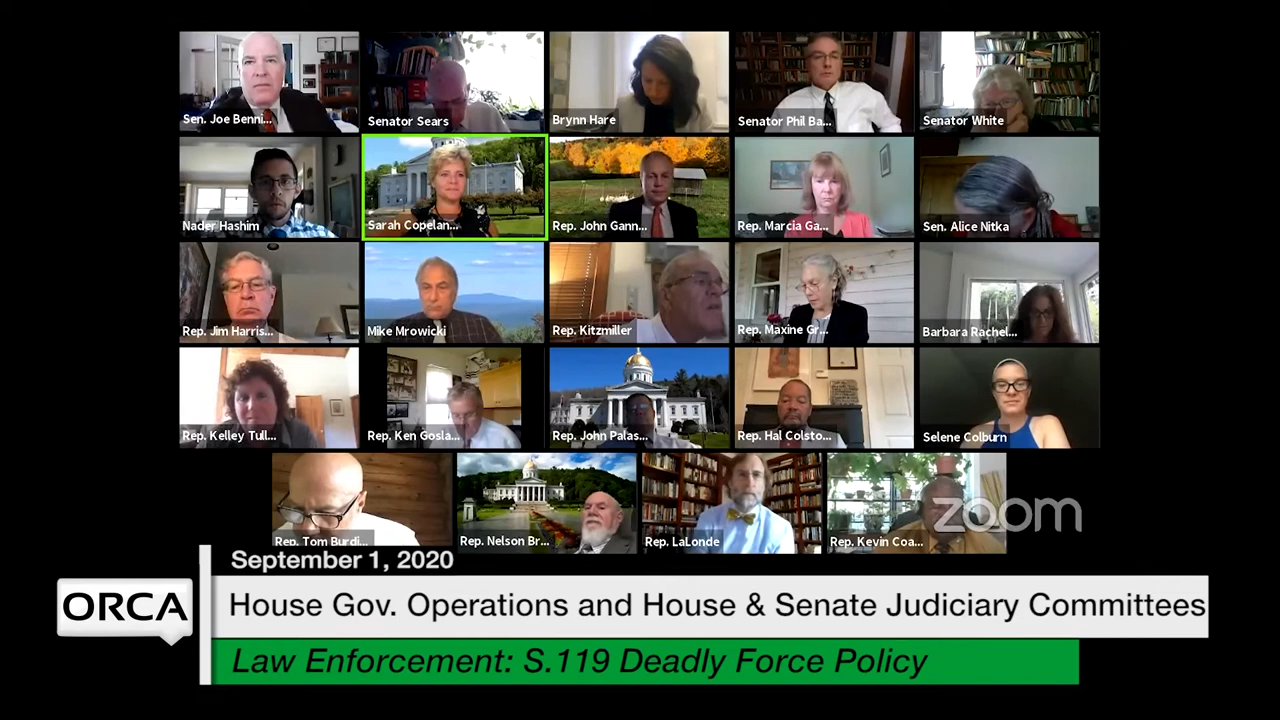 Sen. Joe Benni...
Senator Sears
Brynn Hare
Senator Phil Ba...
Senator White
Nader Hashim
Sarah Copelan...
Rep. John Gann...
Rep. Marcia Ga...
Sen. Alice Nitka
Rep. Jim Harris...
Mike Mrowicki
Rep. Kitzmiller
Rep. Maxine Gr...
Barbara Rachel...
Rep. Kelley Tull...
Rep. Ken Gosla...
Rep. John Palas...
Rep. Hal Colsto...
Selene Colburn
Rep. Tom Burdi...
Rep. Nelson Br...
Rep. LaLonde
Rep. Kevin Coa...
zoom
September 1, 2020
ORCA
House Gov. Operations and House & Senate Judiciary Committees
Law Enforcement: S.119 Deadly Force Policy